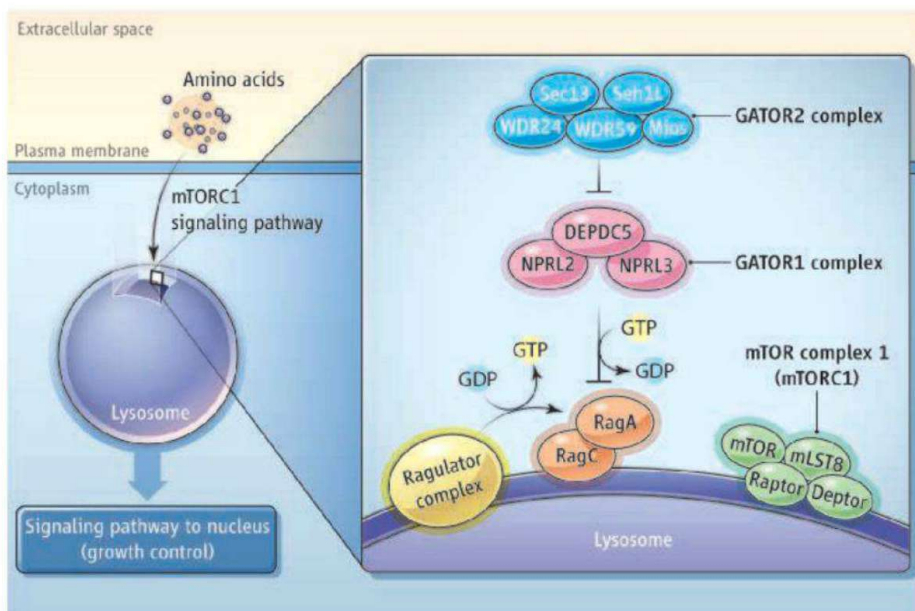 Extracellular space
Amino acids
Plasma membrane
Cytoplasm
mTORC1
signaling pathway
Lysosome
Signaling pathway to nucleus
(growth control)
Sec13
Seh1L
WDR24
WDR59
Mios
GATOR2 complex
DEPDC5
NPRL2
NPRL3
GATOR1 complex
GTP
GDP
GTP
GDP
mTOR complex 1
(mTORC1)
RagA
RagC
Ragulator
complex
mTOR
mLST8
Raptor
Deptor
Lysosome